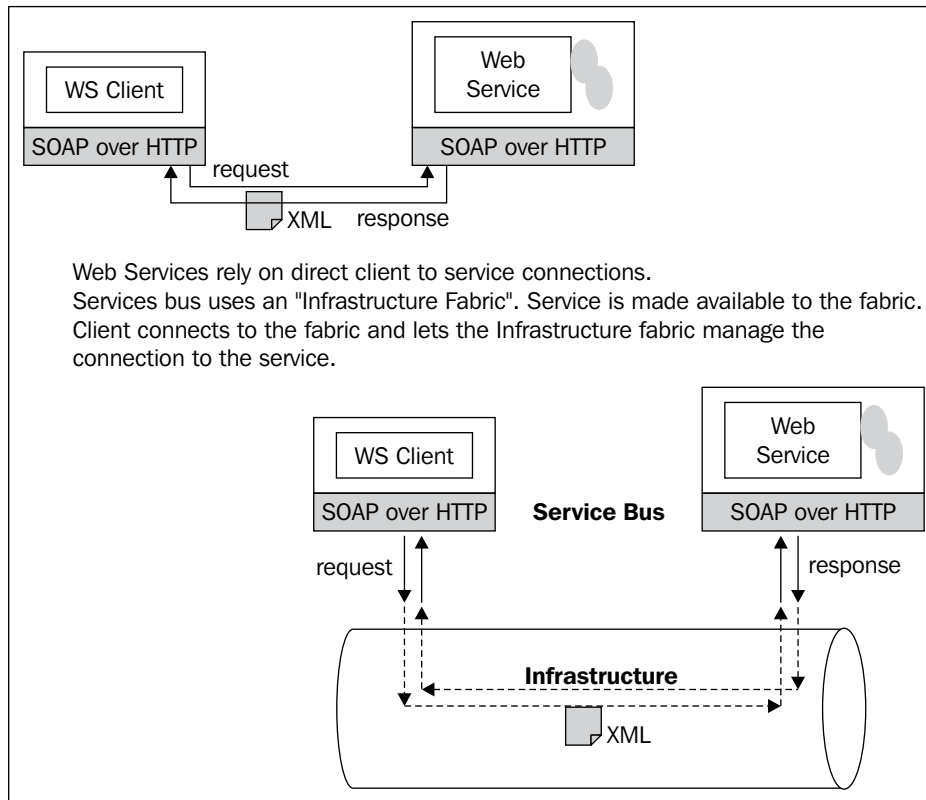 WS Client
Web
Service
SOAP over HTTP
SOAP over HTTP
request
XML
response
Web Services rely on direct client to service connections.
Services bus uses an "Infrastructure Fabric". Service is made available to the fabric.
Client connects to the fabric and lets the Infrastructure fabric manage the
connection to the service.
WS Client
Web
Service
SOAP over HTTP
Service Bus
SOAP over HTTP
request
response
Infrastructure
XML